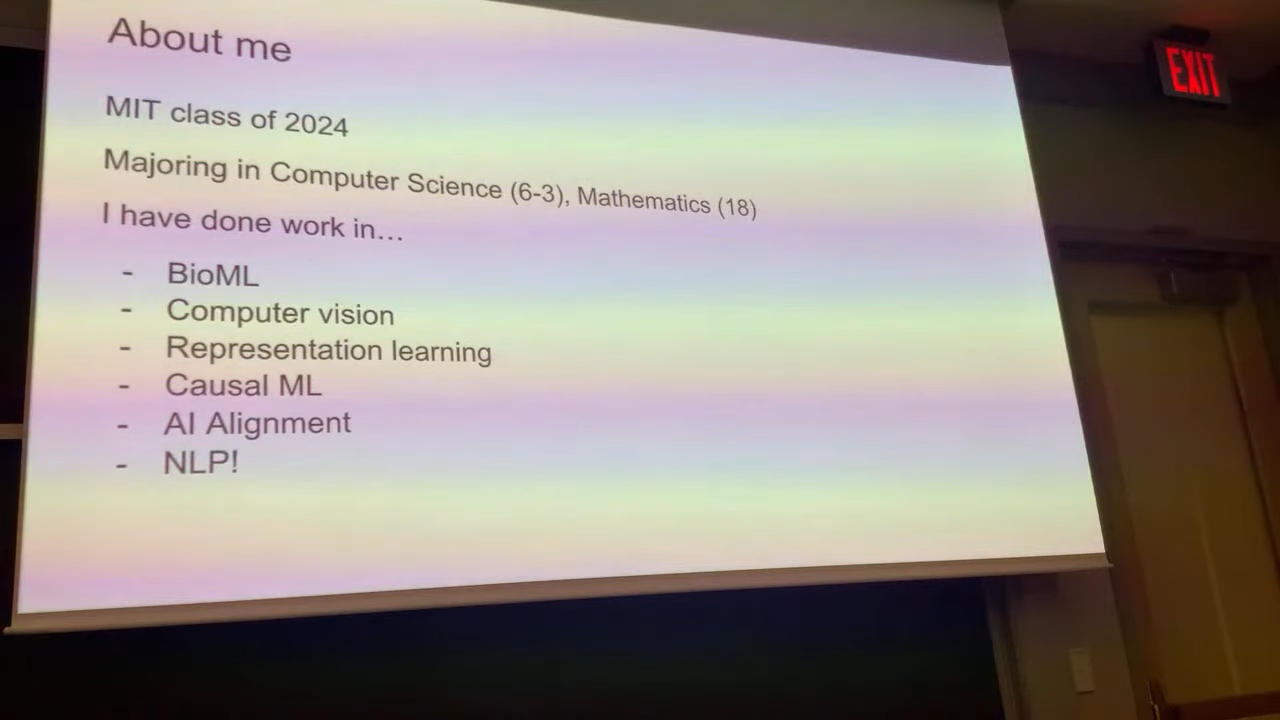 About me
MIT class of 2024
Majoring in Computer Science (6-3), Mathematics (18)
I have done work in…
- BioML
- Computer vision
- Representation learning
- Causal ML
- AI Alignment
- NLP!
EXIT